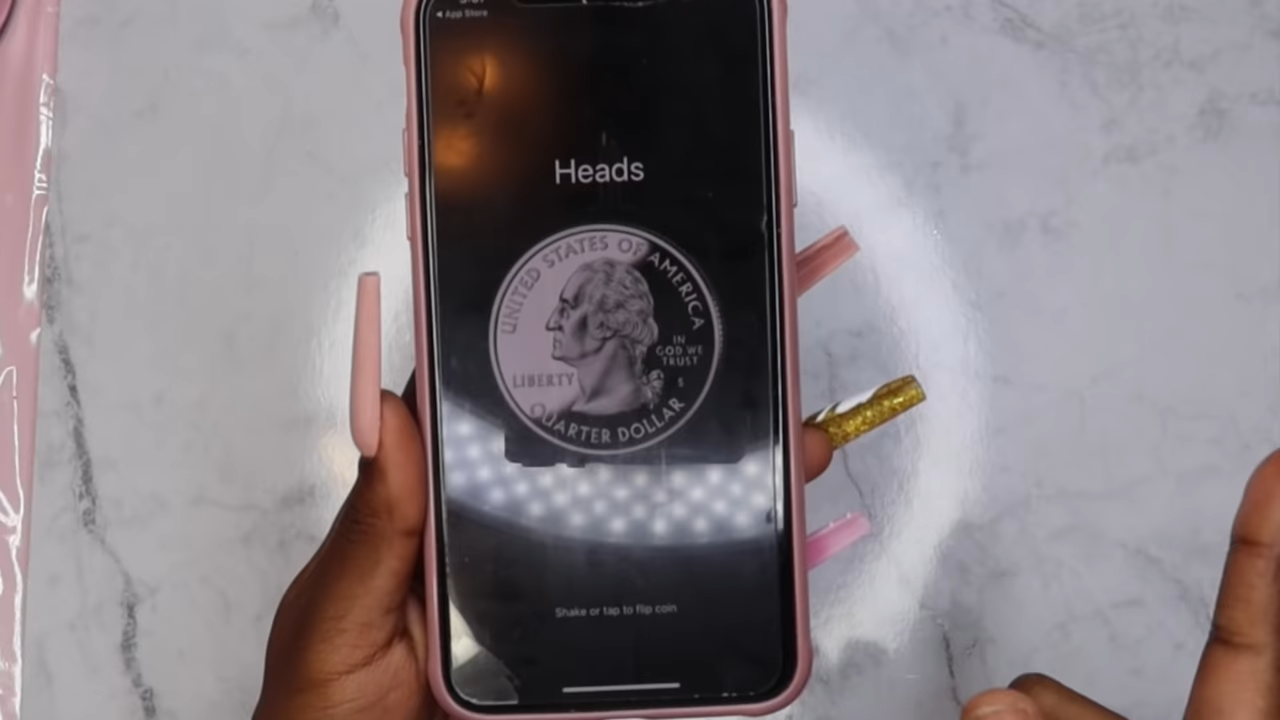 ◀ App Store
Heads
UNITED STATES OF AMERICA
IN
GOD WE
TRUST
LIBERTY
S
QUARTER DOLLAR
Shake or tap to flip coin